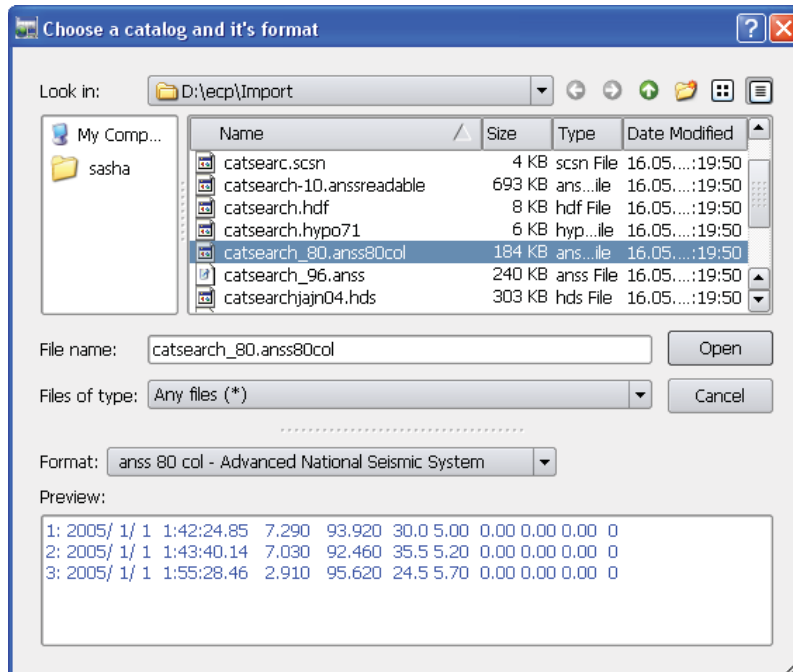 Choose a catalog and it's format
Look in: D:\ecp\Import
My Comp...
sasha
Name Size Type Date Modified
catsearc.scsn 4 KB scsn File 16.05....:19:50
catsearch-10.anssreadable 693 KB ans...ile 16.05....:19:50
catsearch.hdf 8 KB hdf File 16.05....:19:50
catsearch.hypo71 6 KB hyp...ile 16.05....:19:50
catsearch_80.anss80col 184 KB ans...ile 16.05....:19:50
catsearch_96.anss 240 KB anss File 16.05....:19:50
catsearchjajn04.hds 303 KB hds File 16.05....:19:50
File name: catsearch_80.anss80col Open
Files of type: Any files (*) Cancel
Format: anss 80 col - Advanced National Seismic System
Preview:
1: 2005/ 1/ 1 1:42:24.85 7.290 93.920 30.0 5.00 0.00 0.00 0.00 0
2: 2005/ 1/ 1 1:43:40.14 7.030 92.460 35.5 5.20 0.00 0.00 0.00 0
3: 2005/ 1/ 1 1:55:28.46 2.910 95.620 24.5 5.70 0.00 0.00 0.00 0